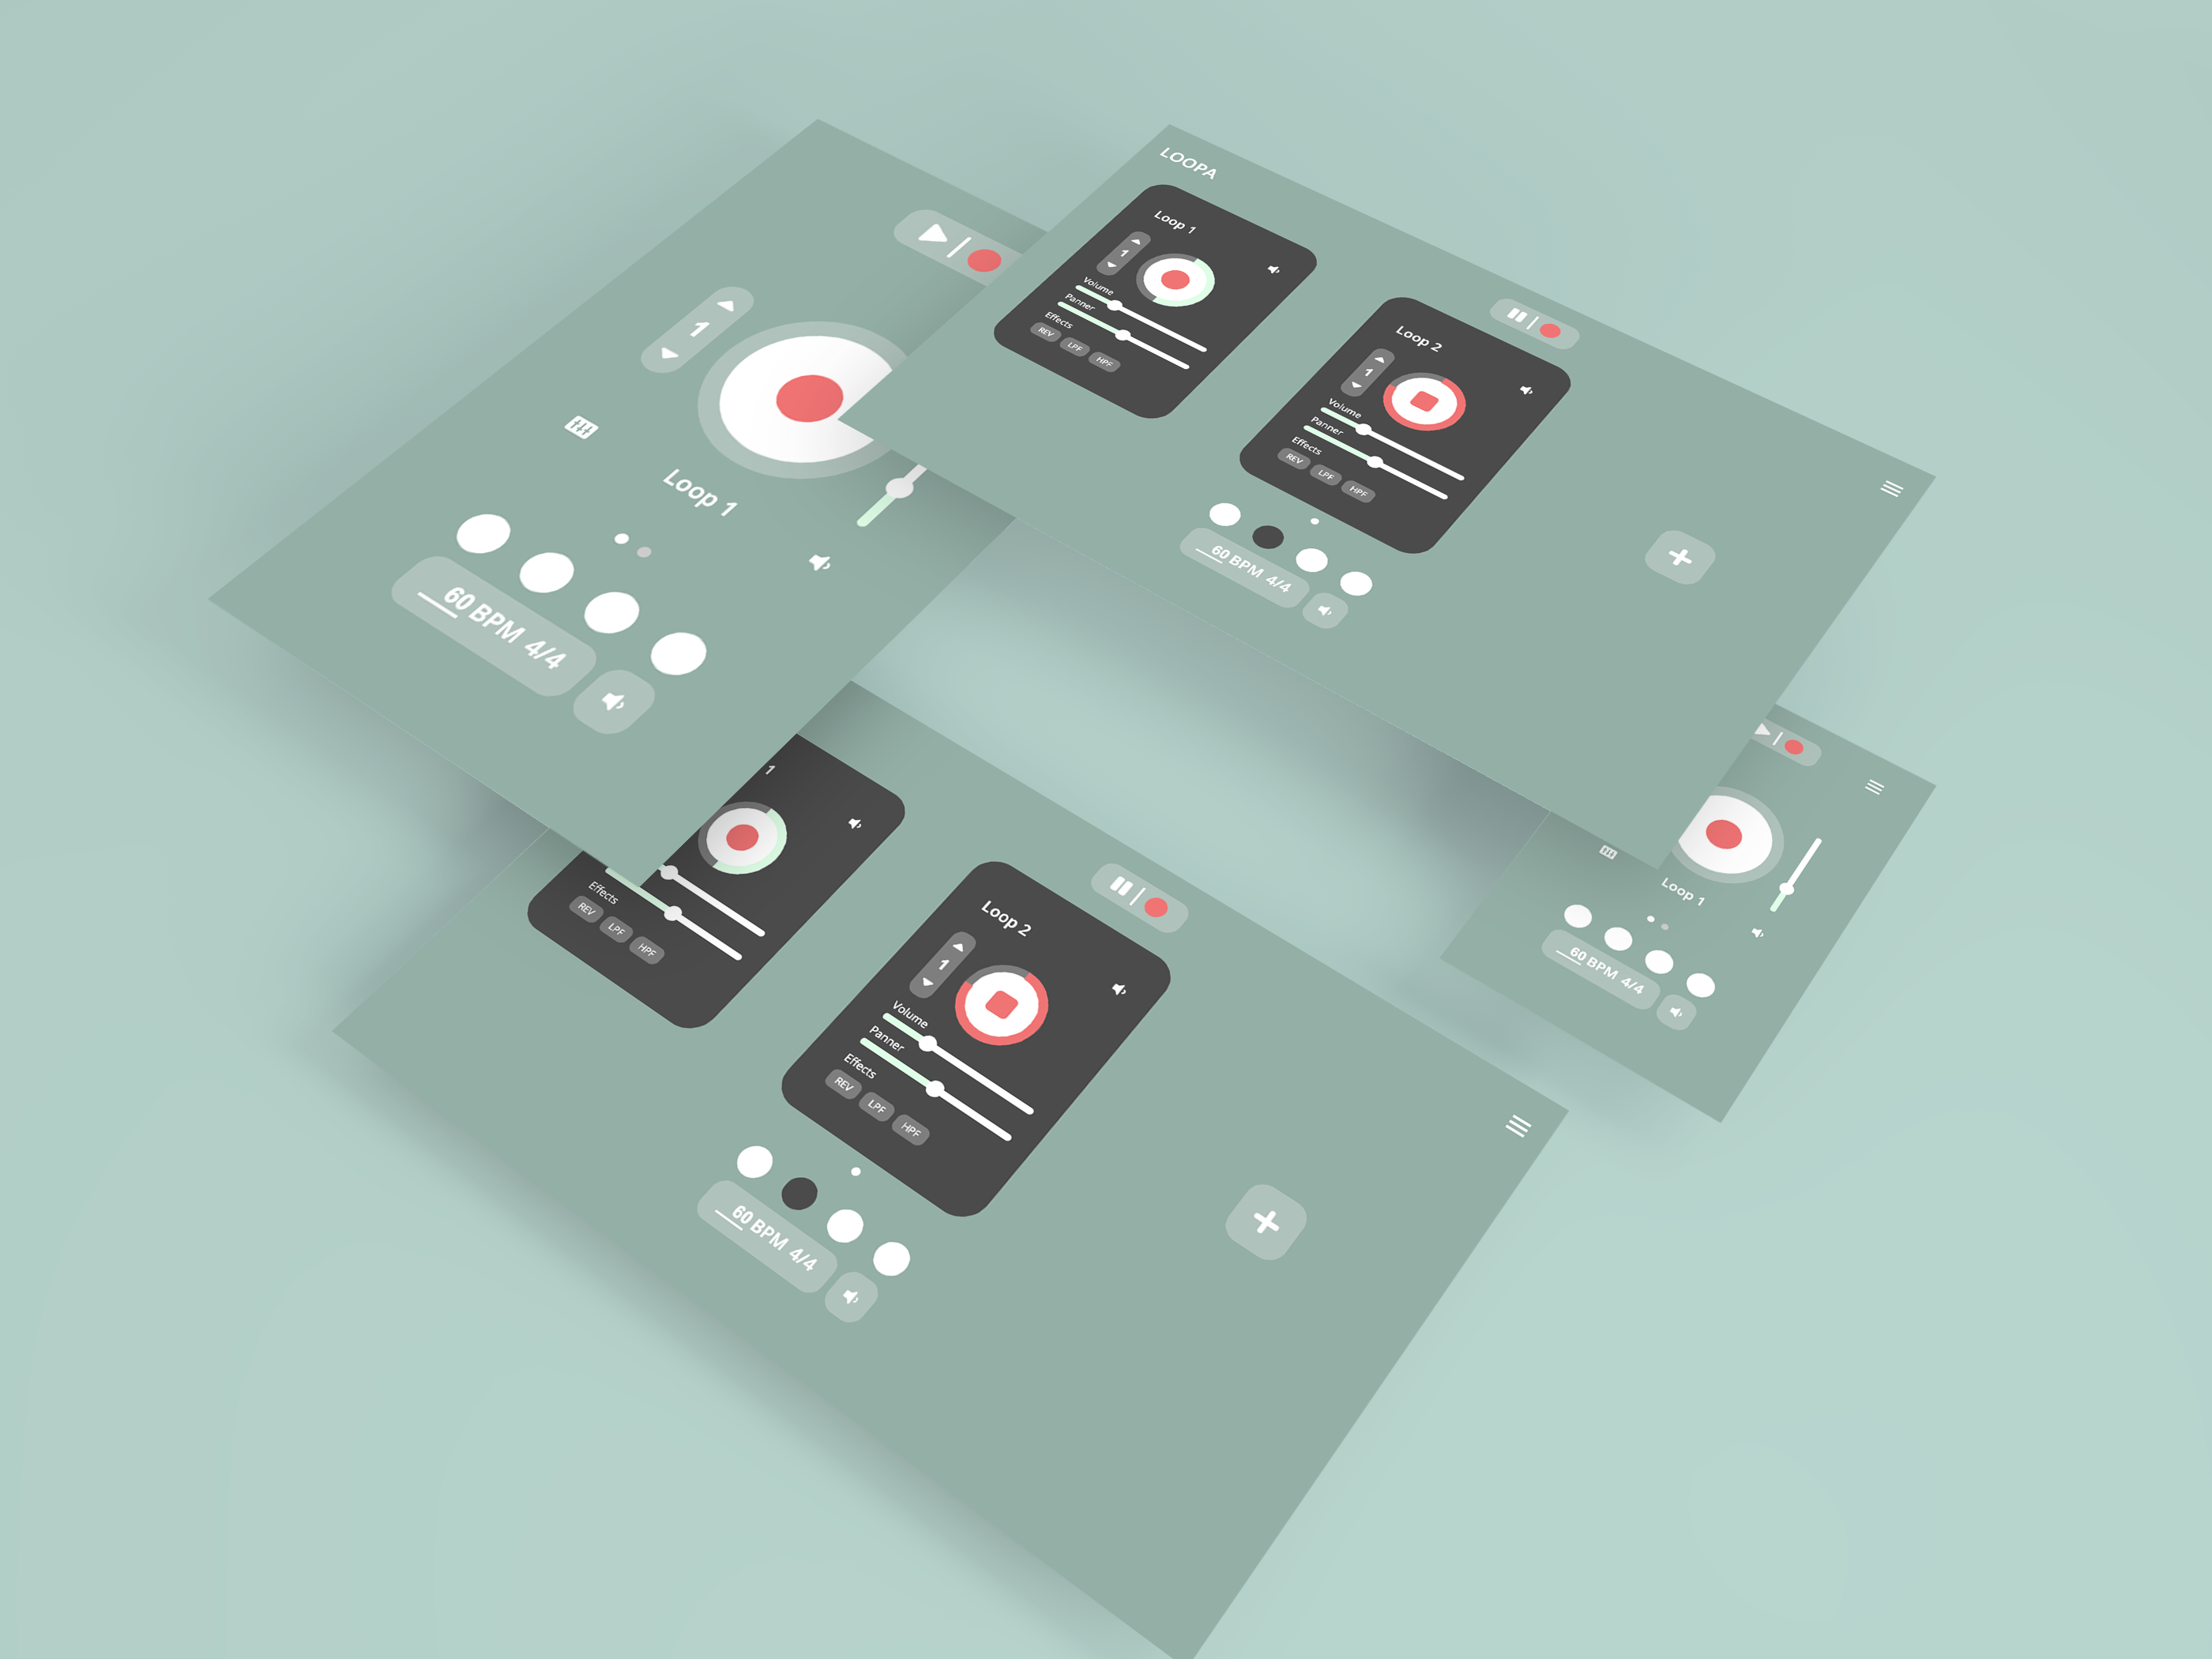 LOOPA
Loop 1
1
Volume
Panner
Effects
REV LPF HPF
Loop 2
1
Volume
Panner
Effects
REV LPF HPF
60 BPM 4/4
1
Loop 1
60 BPM 4/4
1
Effects
REV LPF HPF
Loop 2
1
Volume
Panner
Effects
REV LPF HPF
60 BPM 4/4
Loop 1
60 BPM 4/4